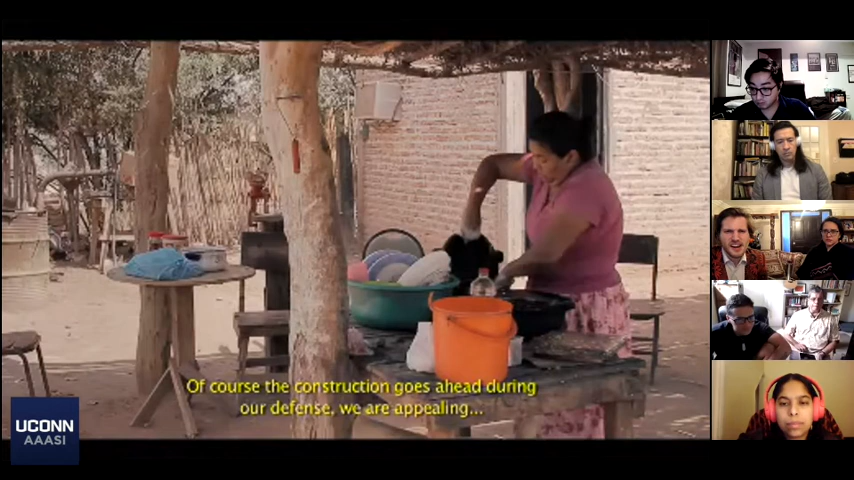 Of course the construction goes ahead during
our defense, we are appealing...
UCONN
AAASI